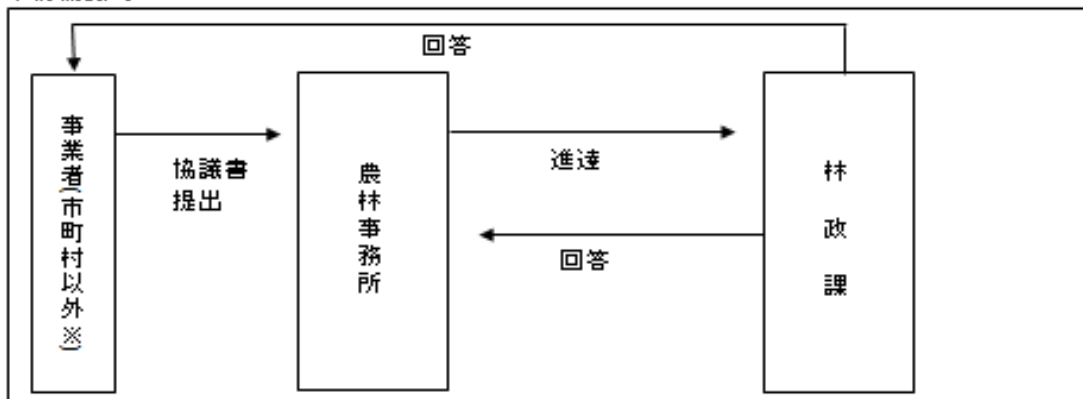 回答
事業者(市町村以外※)
協議書
提出
農林事務所
進達
回答
林政課